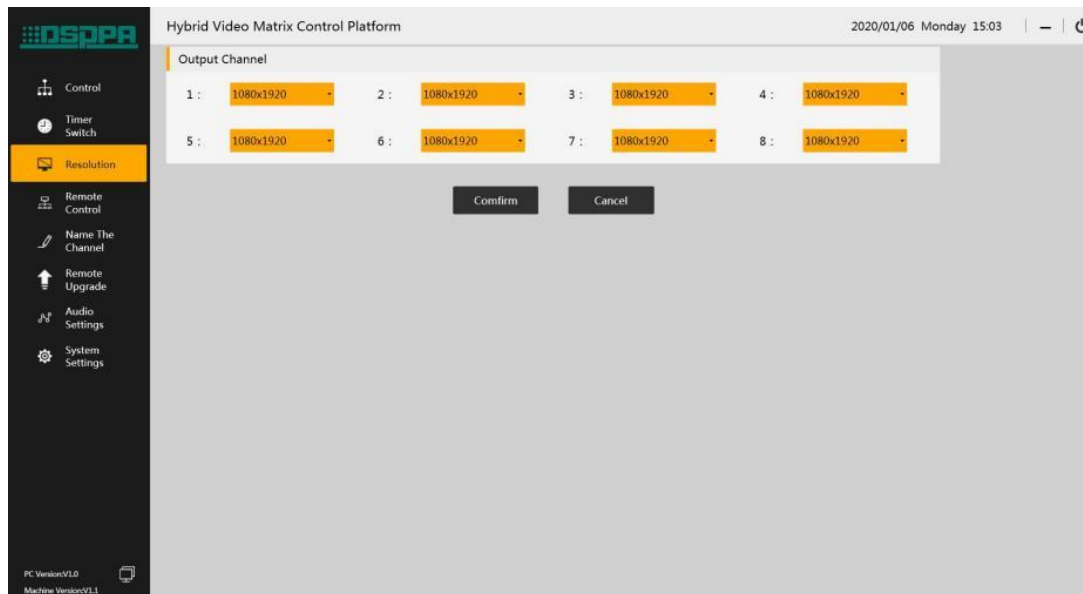 DSPPA
Hybrid Video Matrix Control Platform
2020/01/06 Monday 15:03
Output Channel
1 : 1080x1920 2 : 1080x1920 3 : 1080x1920 4 : 1080x1920
5 : 1080x1920 6 : 1080x1920 7 : 1080x1920 8 : 1080x1920
Comfirm Cancel
Control
Timer
Switch
Resolution
Remote
Control
Name The
Channel
Remote
Upgrade
Audio
Settings
System
Settings
PC Version:V1.0
Machine Version:V1.1